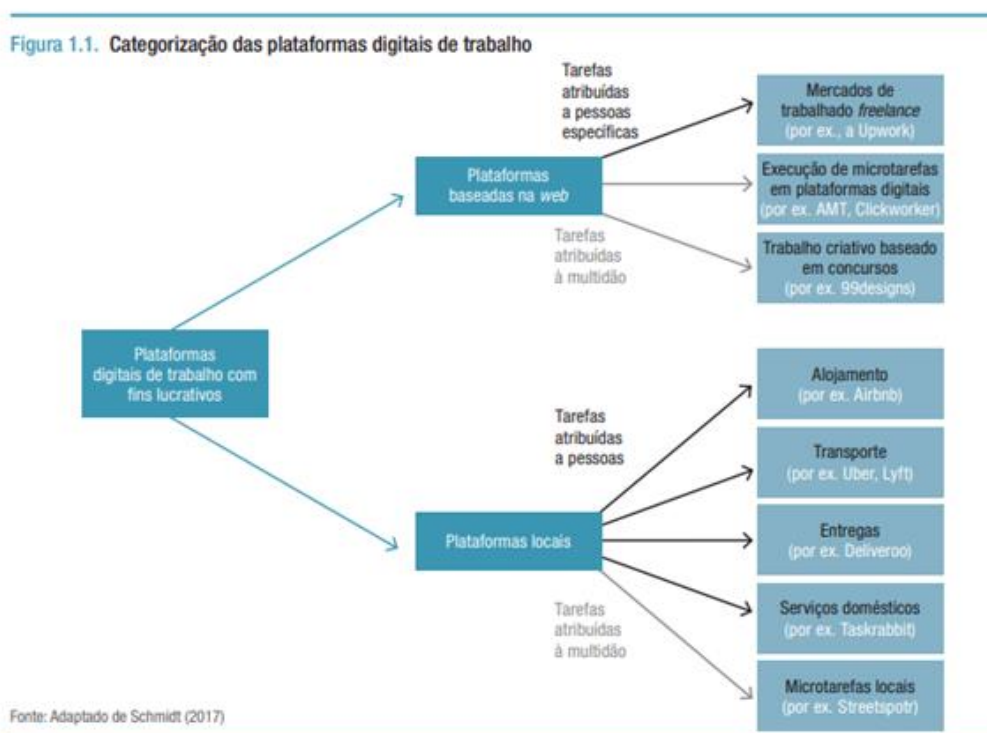 Figura 1.1. Categorização das plataformas digitais de trabalho
Tarefas
atribuídas
a pessoas
específicas
Mercados de
trabalhado freelance
(por ex., a Upwork)
Plataformas
baseadas na web
Execução de microtarefas
em plataformas digitais
(por ex. AMT, Clickworker)
Tarefas
atribuídas
à multidão
Trabalho criativo baseado
em concursos
(por ex. 99designs)
Plataformas
digitais de trabalho com
fins lucrativos
Tarefas
atribuídas
a pessoas
Alojamento
(por ex. Airbnb)
Transporte
(por ex. Uber, Lyft)
Plataformas locais
Entregas
(por ex. Deliveroo)
Tarefas
atribuídas
à multidão
Serviços domésticos
(por ex. Taskrabbit)
Microtarefas locais
(por ex. Streetspotr)
Fonte: Adaptado de Schmidt (2017)